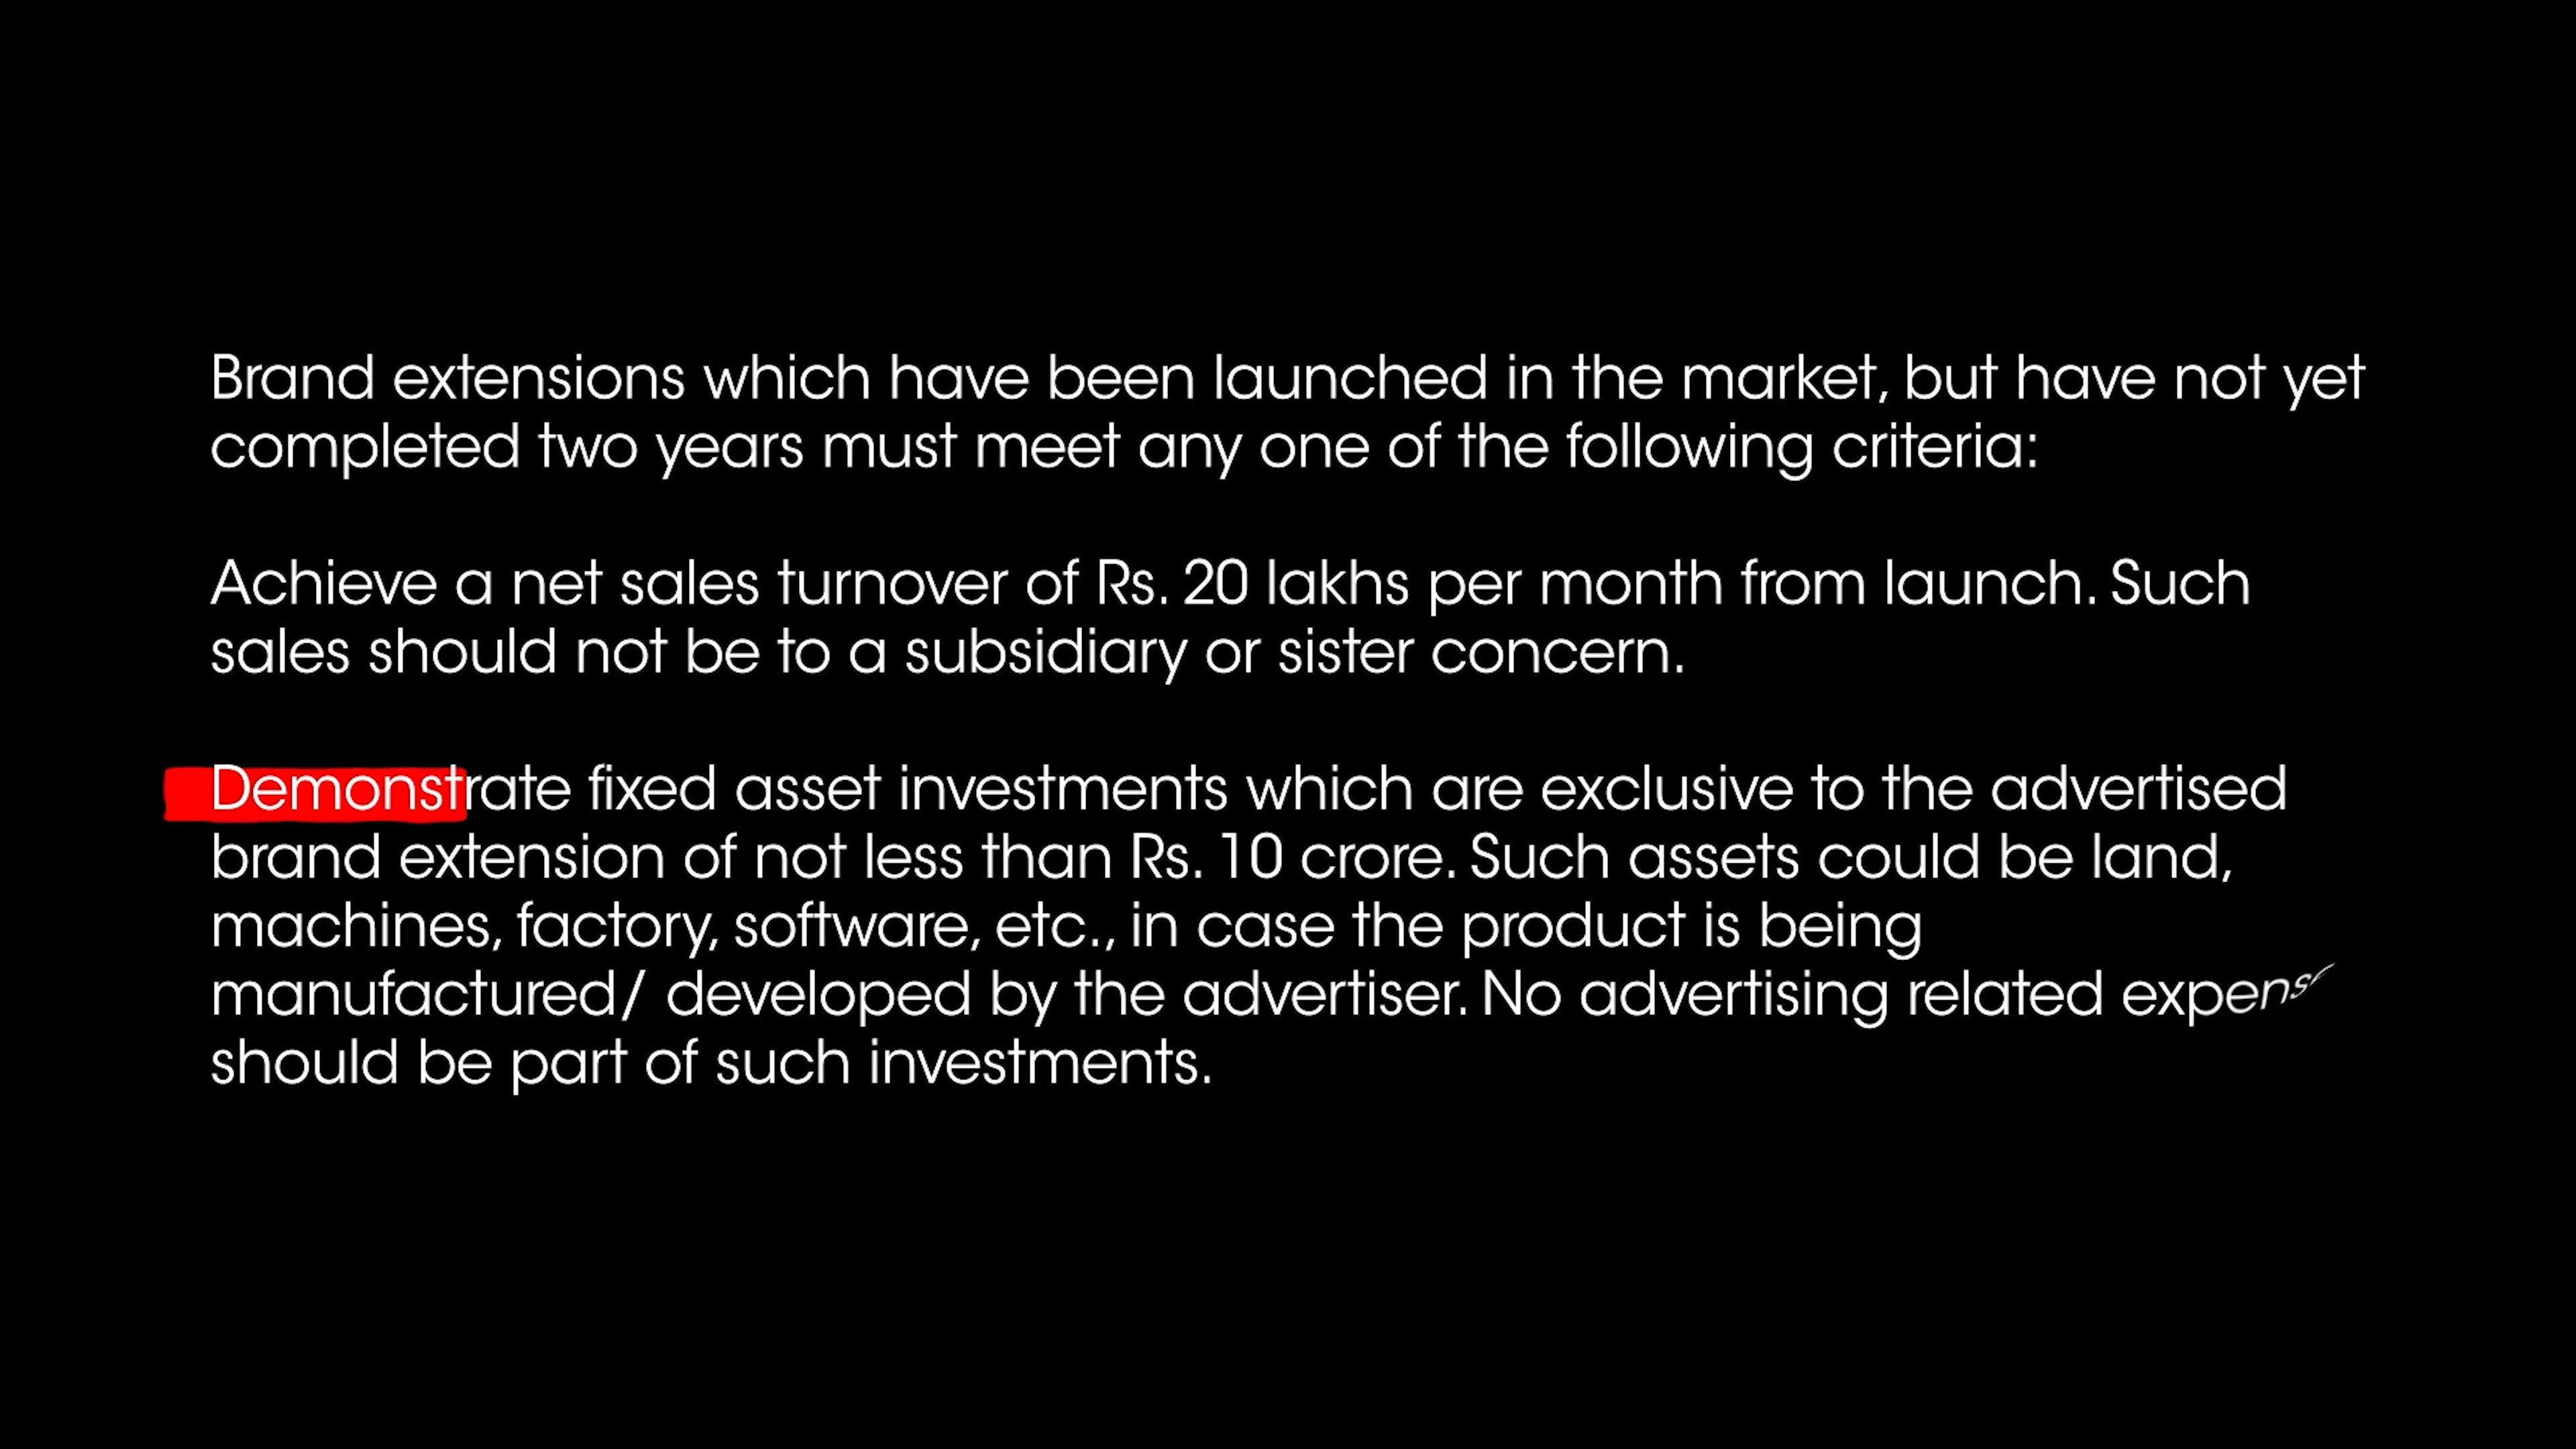 Brand extensions which have been launched in the market, but have not yet
completed two years must meet any one of the following criteria:
Achieve a net sales turnover of Rs. 20 lakhs per month from launch. Such
sales should not be to a subsidiary or sister concern.
Demonstrate fixed asset investments which are exclusive to the advertised
brand extension of not less than Rs. 10 crore. Such assets could be land,
machines, factory, software, etc., in case the product is being
manufactured/ developed by the advertiser. No advertising related
should be part of such investments.